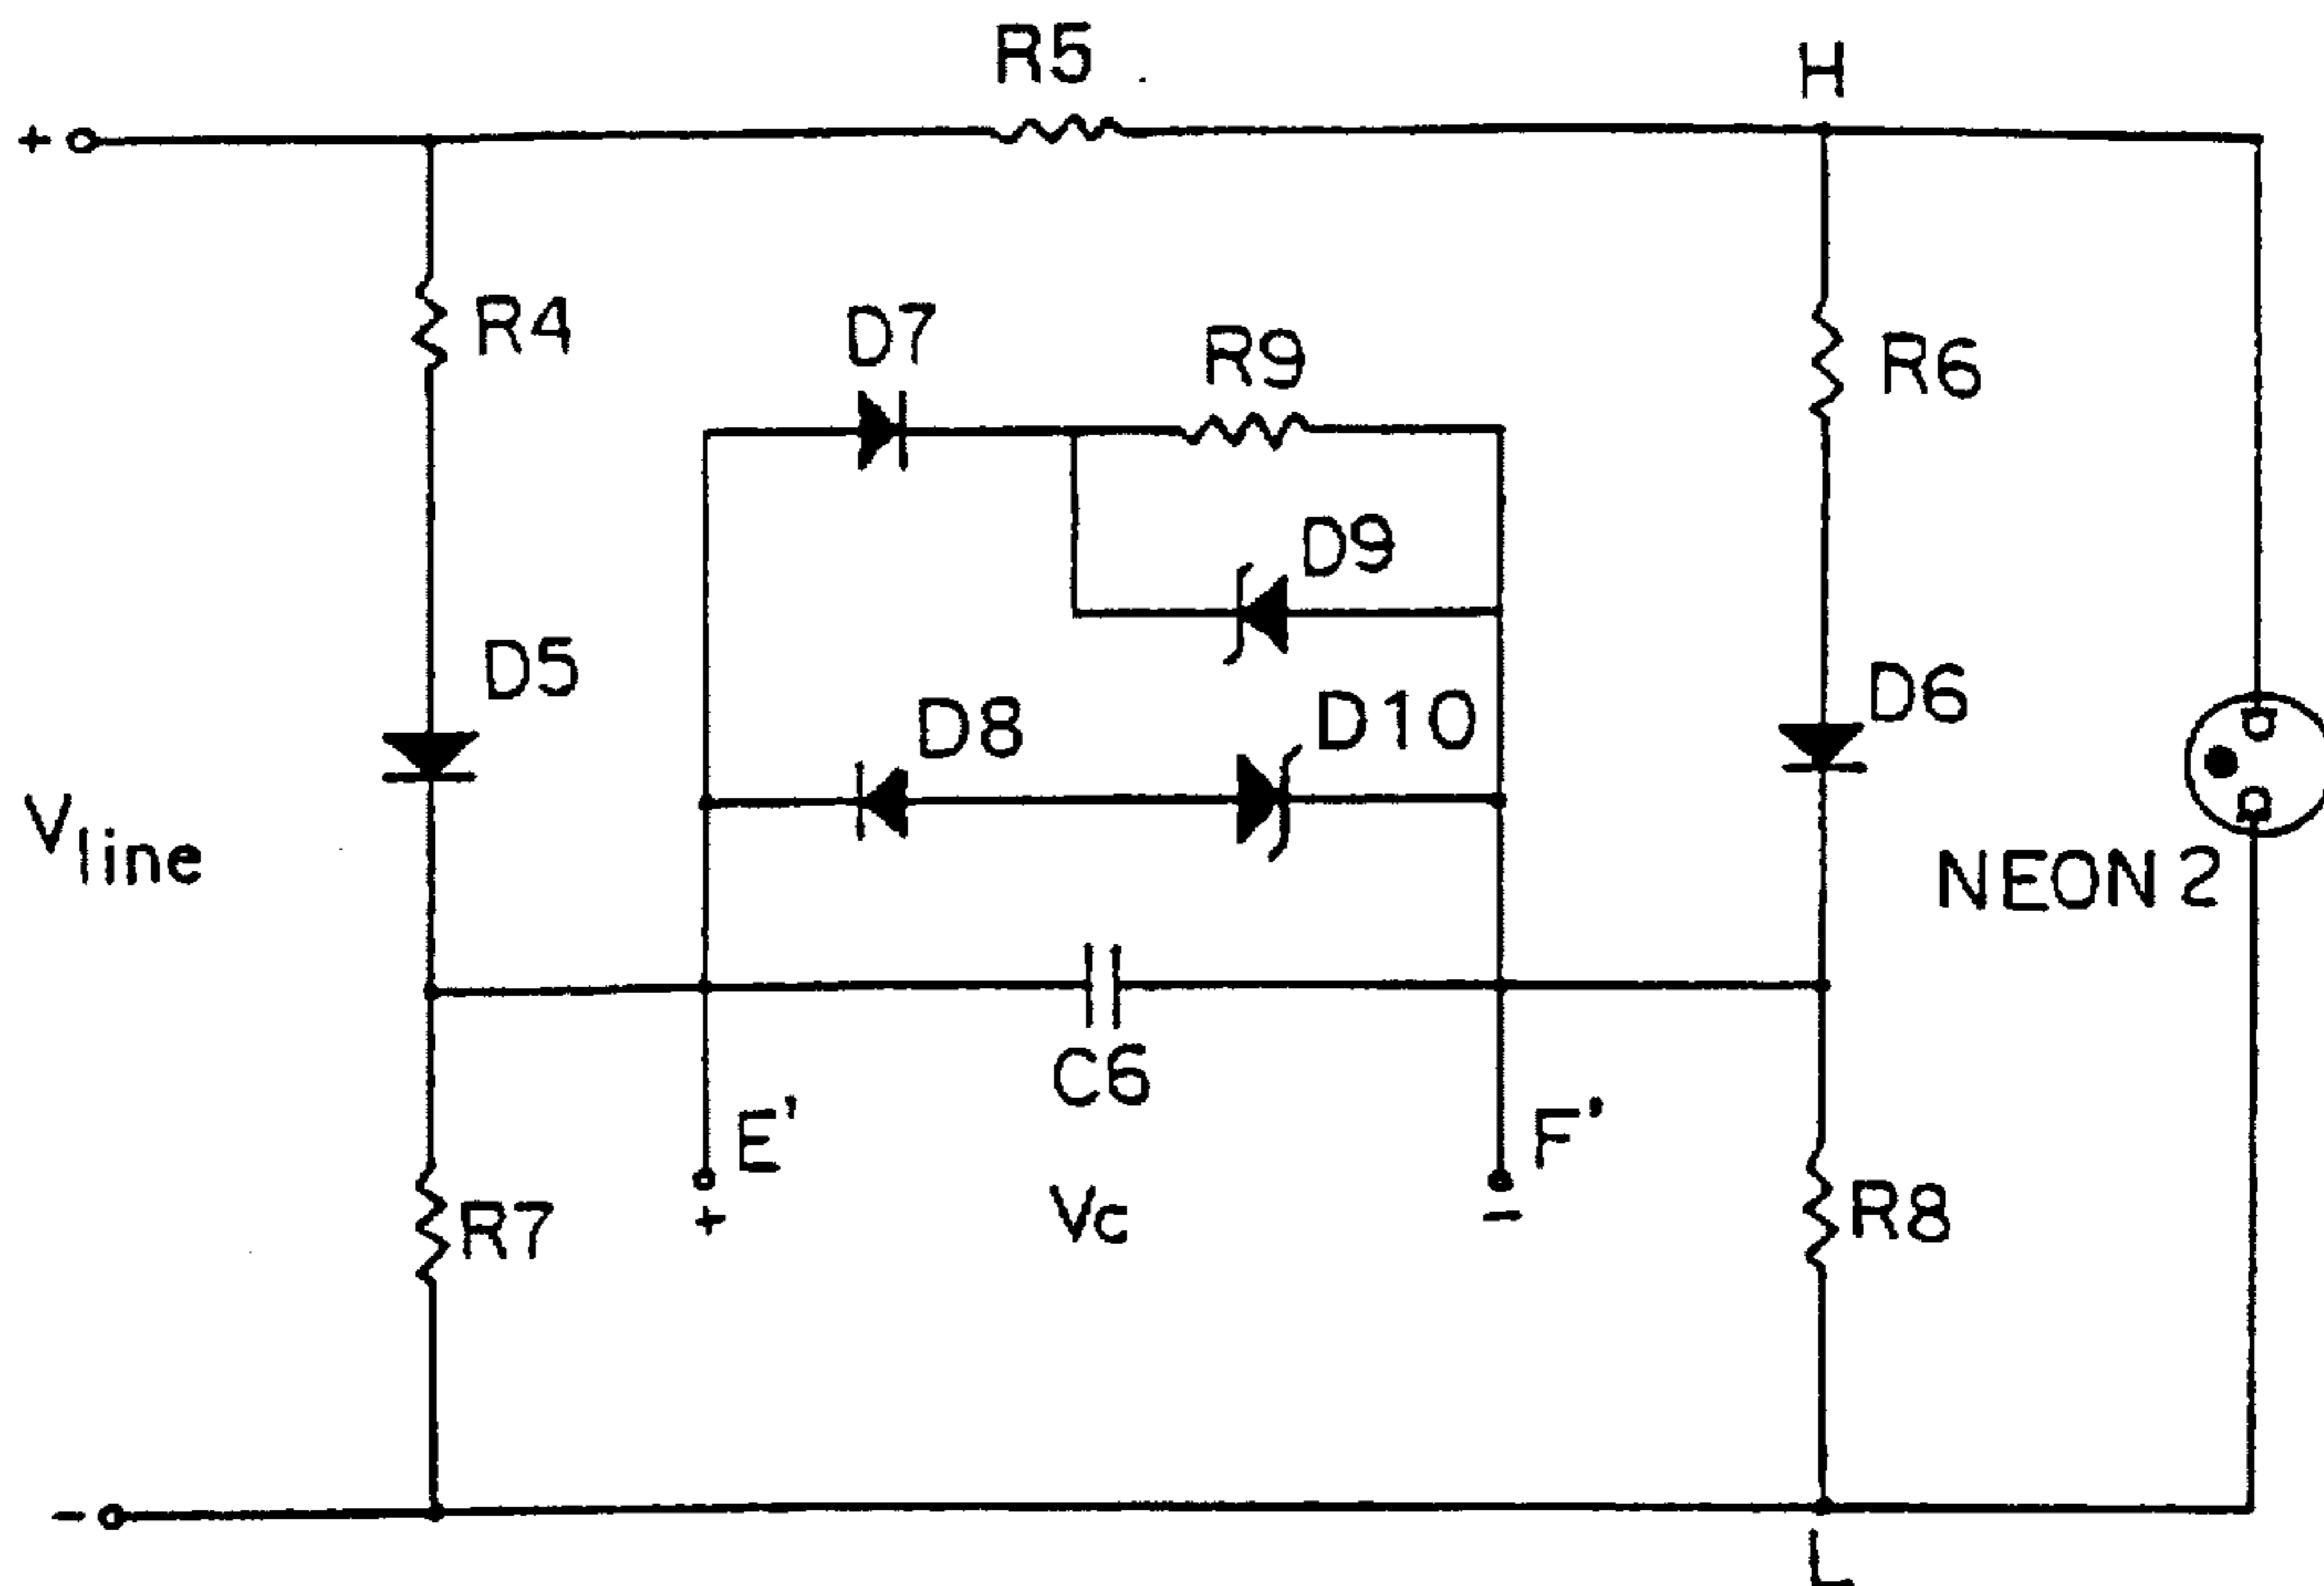 R5
H
+
R4
D7
R9
R6
D9
D5
D8
D10
D6
Vline
NEON 2
C6
E'
F'
+
Vc
-
R7
R8
-
L